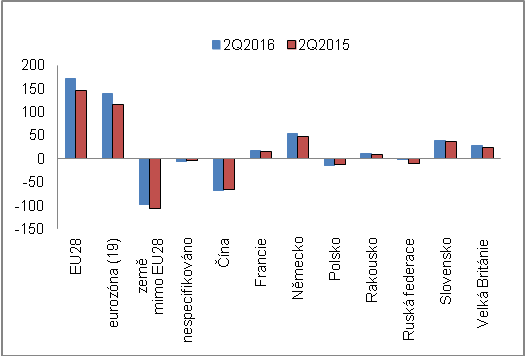 2Q2016 2Q2015
200
150
100
50
0
-50
-100
-150
EU28
eurozóna (19)
země
mimo EU28
nespecifikováno
Čína
Francie
Německo
Polsko
Rakousko
Ruská federace
Slovensko
Velká Británie